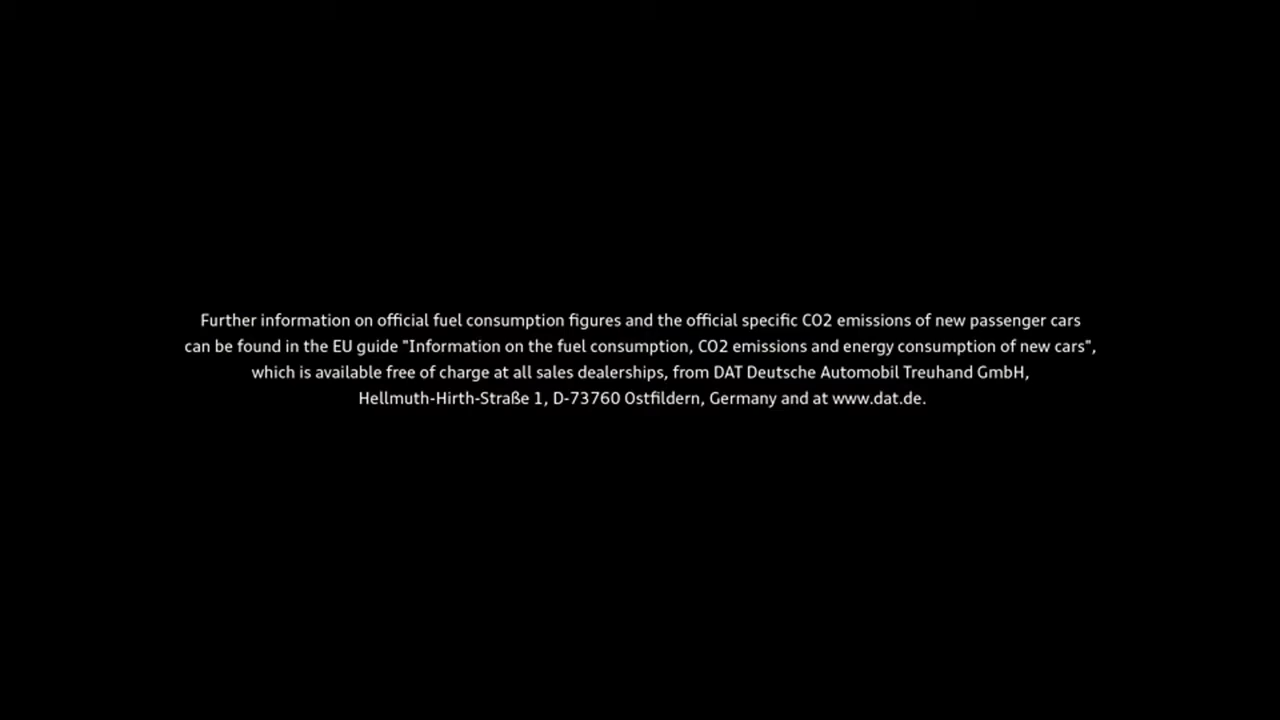 Further information on official fuel consumption figures and the official specific CO2 emissions of new passenger cars
can be found in the EU guide "Information on the fuel consumption, CO2 emissions and energy consumption of new cars",
which is available free of charge at all sales dealerships, from DAT Deutsche Automobil Treuhand GmbH,
Hellmuth-Hirth-Straße 1, D-73760 Ostfildern, Germany and at www.dat.de.